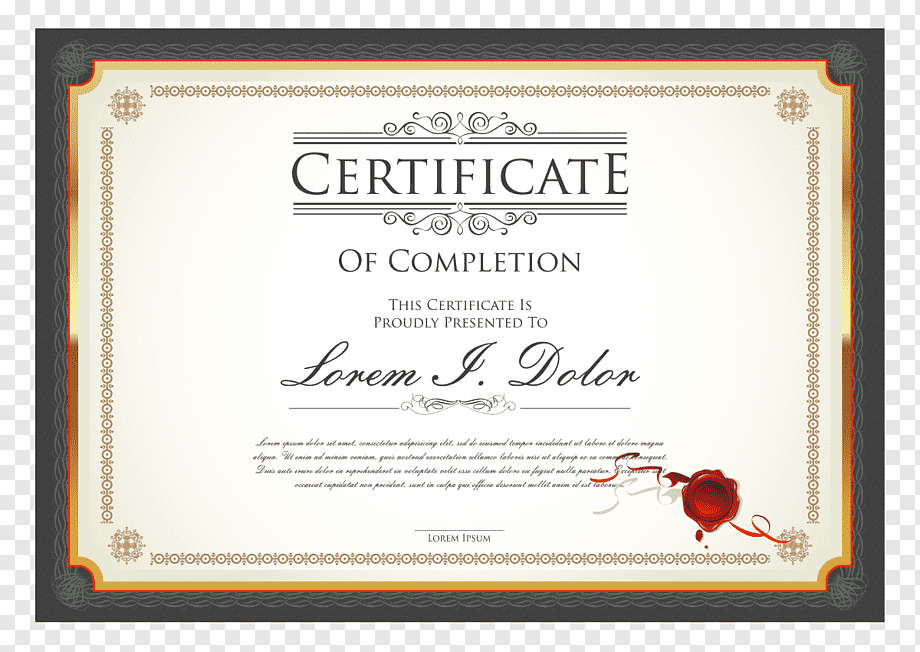 CERTIFICATE
OF COMPLETION
THIS CERTIFICATE IS
PROUDLY PRESENTED TO
Lorem I. Dolor
Lorem ipsum dolor sit amet, consectetur adipisicing elit, sed do eiusmod tempor incididunt ut labore et dolore magna
aliqua. Ut enim ad minim veniam, quis nostrud exercitation ullamco laboris nisi ut aliquip ex ea commodo consequat.
Duis aute irure dolor in reprehenderit in voluptate velit esse cillum dolore eu fugiat nulla pariatur. Excepteur sint
occaecat cupidatat non proident, sunt in culpa qui officia deserunt mollit anim id est laborum.
LOREM IPSUM